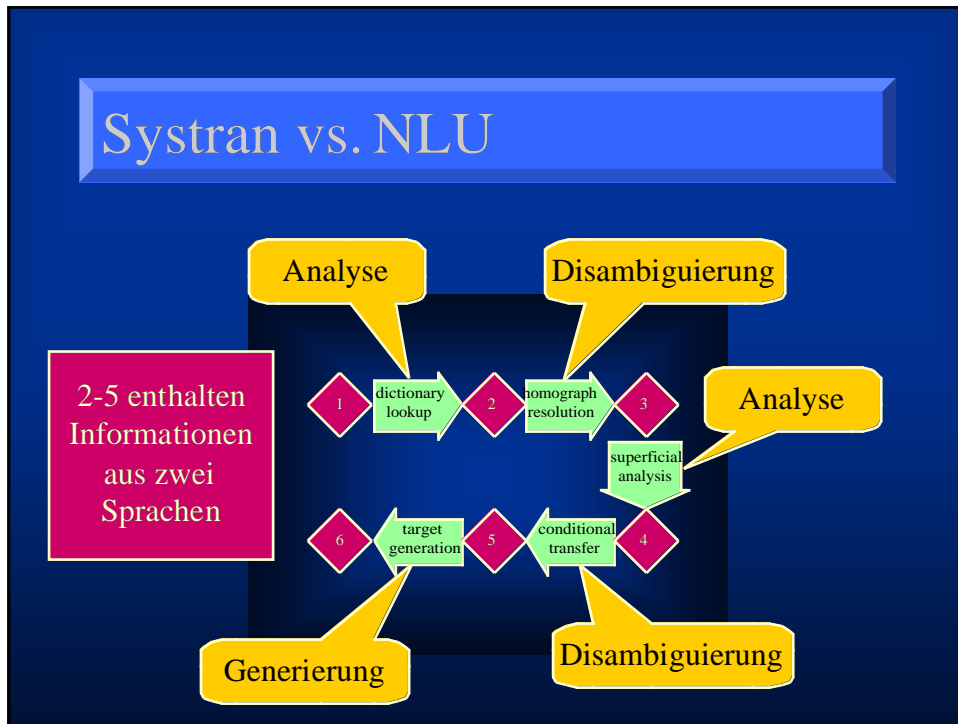 Systran vs. NLU
Analyse
Disambiguierung
2-5 enthalten
Informationen
aus zwei
Sprachen
1
dictionary
lookup
2
homograph
resolution
3
Analyse
superficial
analysis
6
target
generation
5
conditional
transfer
4
Generierung
Disambiguierung